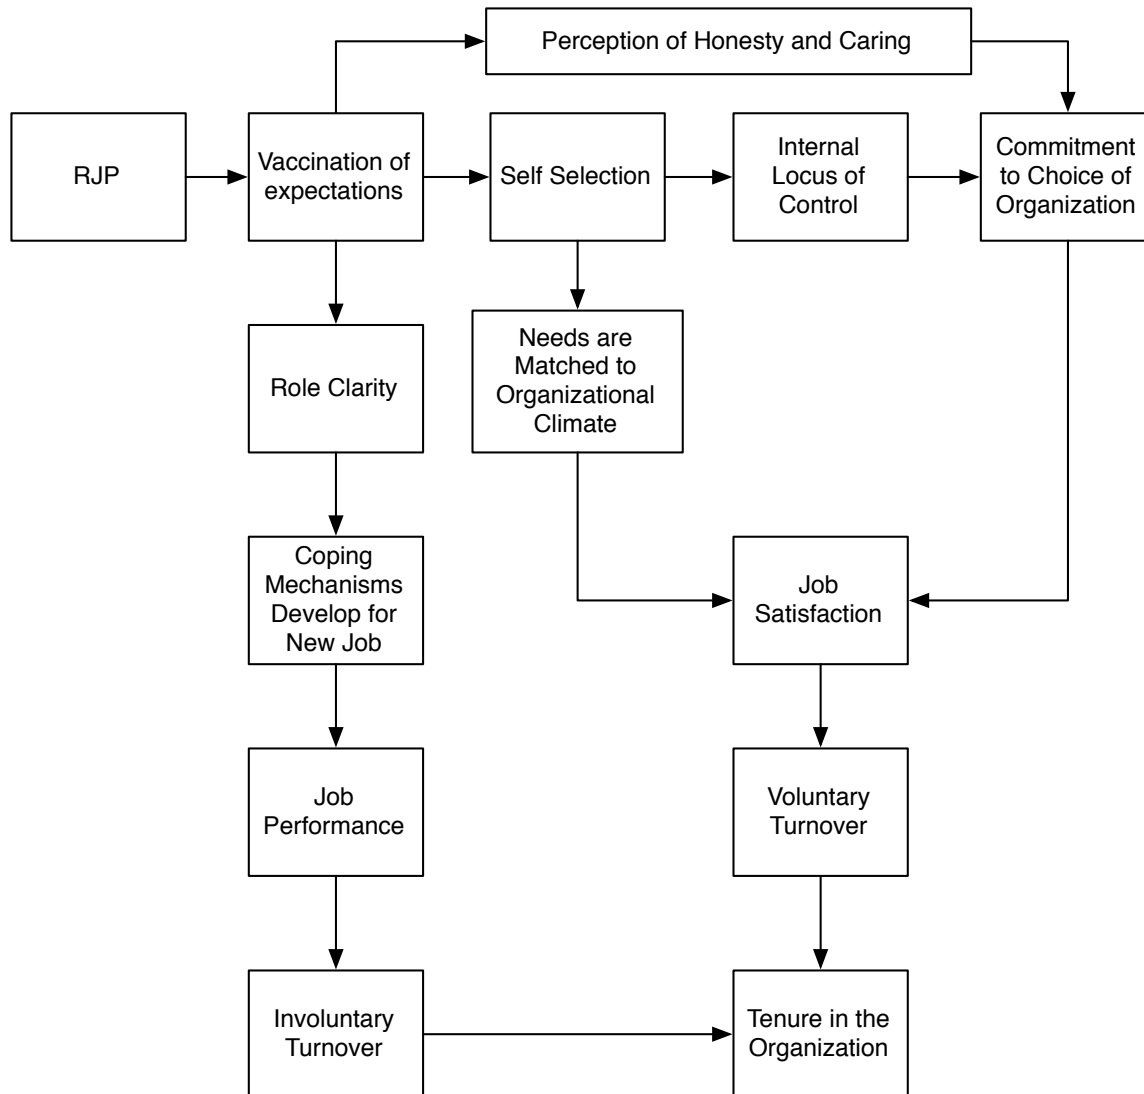 Perception of Honesty and Caring
RJP
Vaccination of
expectations
Self Selection
Internal
Locus of
Control
Commitment
to Choice of
Organization
Role Clarity
Needs are
Matched to
Organizational
Climate
Coping
Mechanisms
Develop for
New Job
Job
Satisfaction
Job
Performance
Voluntary
Turnover
Involuntary
Turnover
Tenure in the
Organization